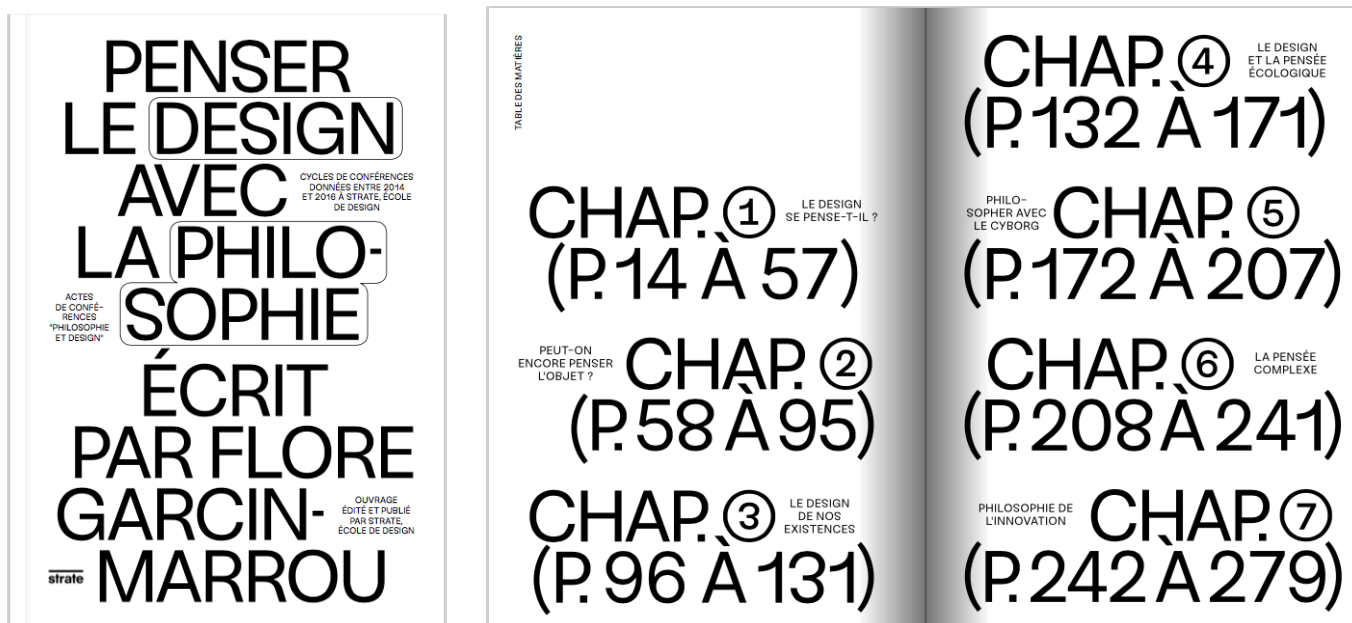 PENSER
LE DESIGN
AVEC
CYCLES DE CONFÉRENCES
DONNÉES ENTRE 2014
ET 2016 À STRATE, ÉCOLE
DE DESIGN
LA PHILO-
SOPHIE
ACTES
DE CONFÉ-
RENCES
"PHILOSOPHIE
ET DESIGN"
ÉCRIT
PAR FLORE
GARCIN-
OUVRAGE
ÉDITÉ ET PUBLIÉ
PAR STRATE,
ÉCOLE DE DESIGN
MARROU
strate
TABLE DES MATIÈRES
CHAP. 1
LE DESIGN
SE PENSE-T-IL ?
(P. 14 À 57)
PEUT-ON
ENCORE PENSER
L'OBJET ?
CHAP. 2
(P. 58 À 95)
CHAP. 3
LE DESIGN
DE NOS
EXISTENCES
(P. 96 À 131)
CHAP. 4
LE DESIGN
ET LA PENSÉE
ÉCOLOGIQUE
(P. 132 À 171)
PHILO-
SOPHER AVEC
LE CYBORG
CHAP. 5
(P. 172 À 207)
CHAP. 6
LA PENSÉE
COMPLEXE
(P. 208 À 241)
PHILOSOPHIE DE
L'INNOVATION
CHAP. 7
(P. 242 À 279)